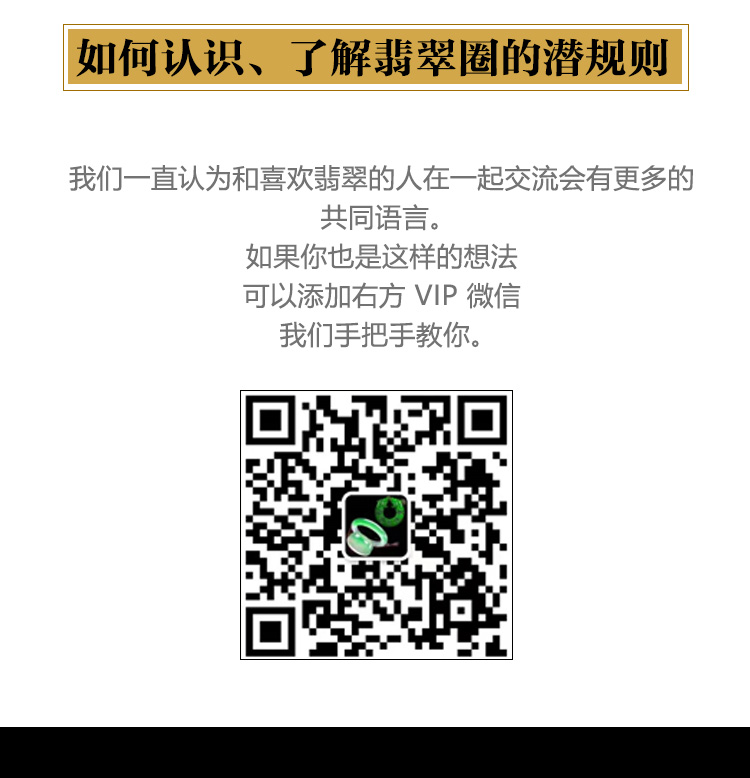 如何认识、了解翡翠圈的潜规则
我们一直认为和喜欢翡翠的人在一起交流会有更多的
共同语言。
如果你也是这样的想法
可以添加右方 VIP 微信
我们手把手教你。